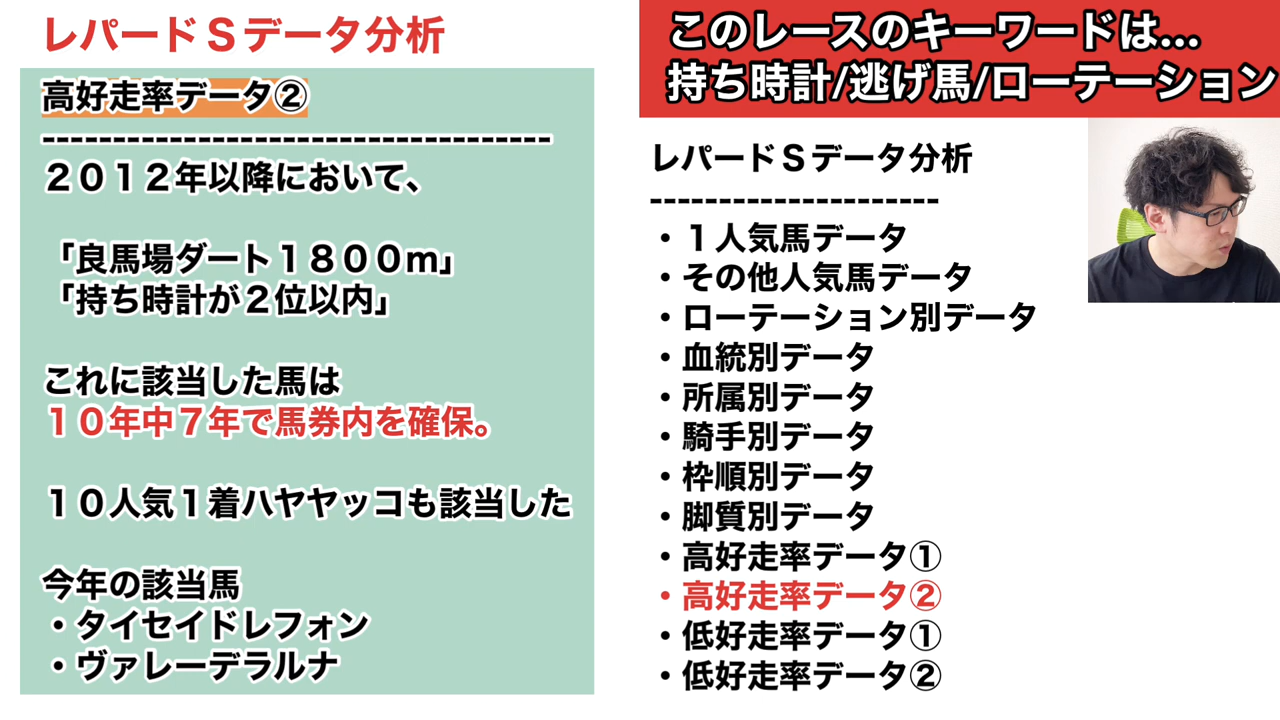 レパードＳデータ分析
高好走率データ②
------------------------------------
２０１２年以降において、
「良馬場ダート１８００ｍ」
「持ち時計が２位以内」
これに該当した馬は
１０年中７年で馬券内を確保。
１０人気１着ハヤヤッコも該当した
今年の該当馬
・タイセイドレフォン
・ヴァレーデラルナ
このレースのキーワードは...
持ち時計/逃げ馬/ローテーション
レパードＳデータ分析
---------------------
・１人気馬データ
・その他人気馬データ
・ローテーション別データ
・血統別データ
・所属別データ
・騎手別データ
・枠順別データ
・脚質別データ
・高好走率データ①
・高好走率データ②
・低好走率データ①
・低好走率データ②